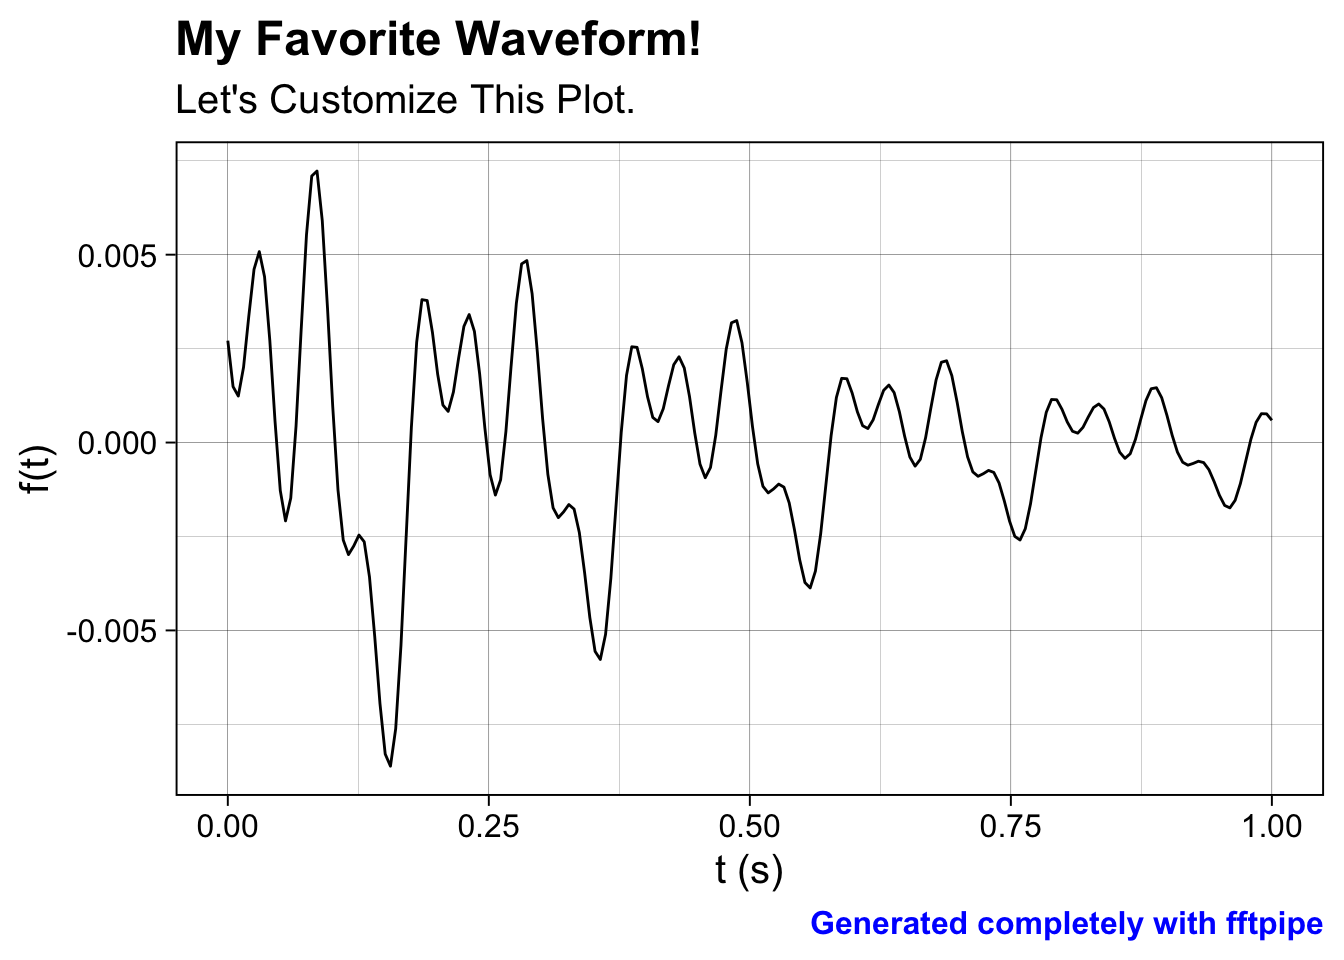 My Favorite Waveform!
Let's Customize This Plot.
0.005
0.000
-0.005
f(t)
0.00 0.25 0.50 0.75 1.00
t (s)
Generated completely with fftpipe